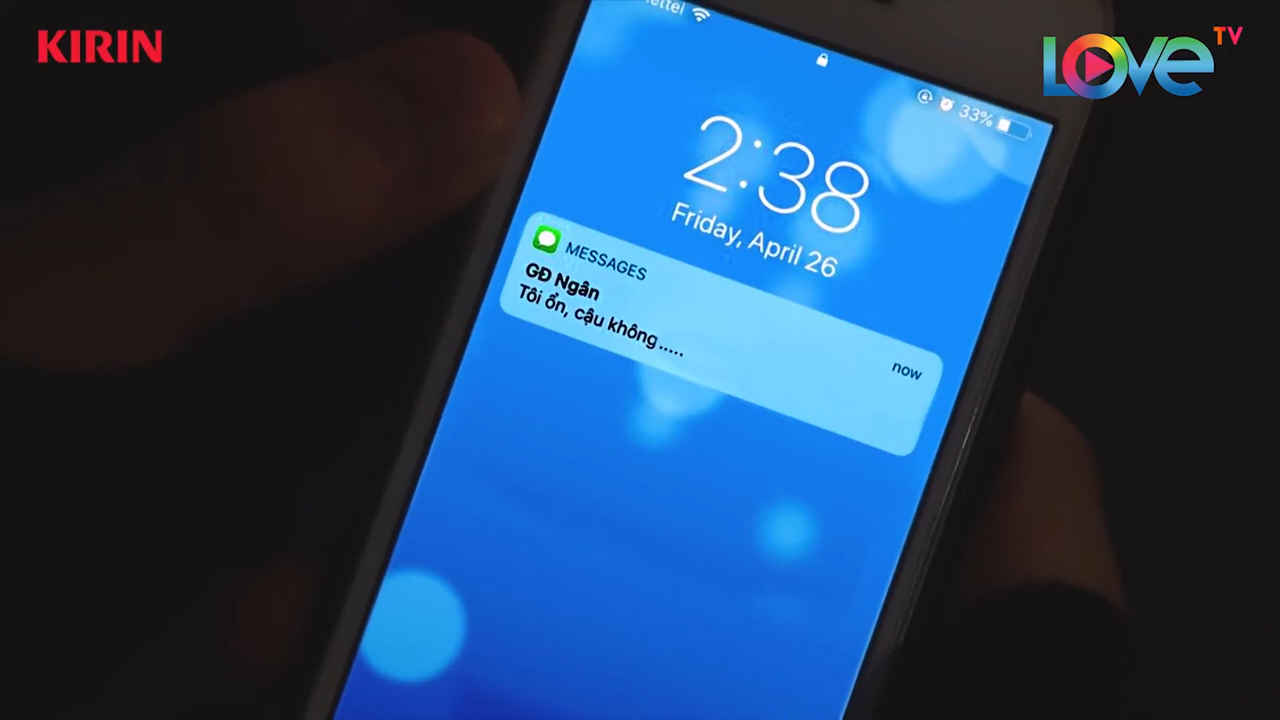 KIRIN
LOVE TV
33%
2:38
Friday, April 26
MESSAGES
GĐ Ngân
Tôi ổn, cậu không.....
now